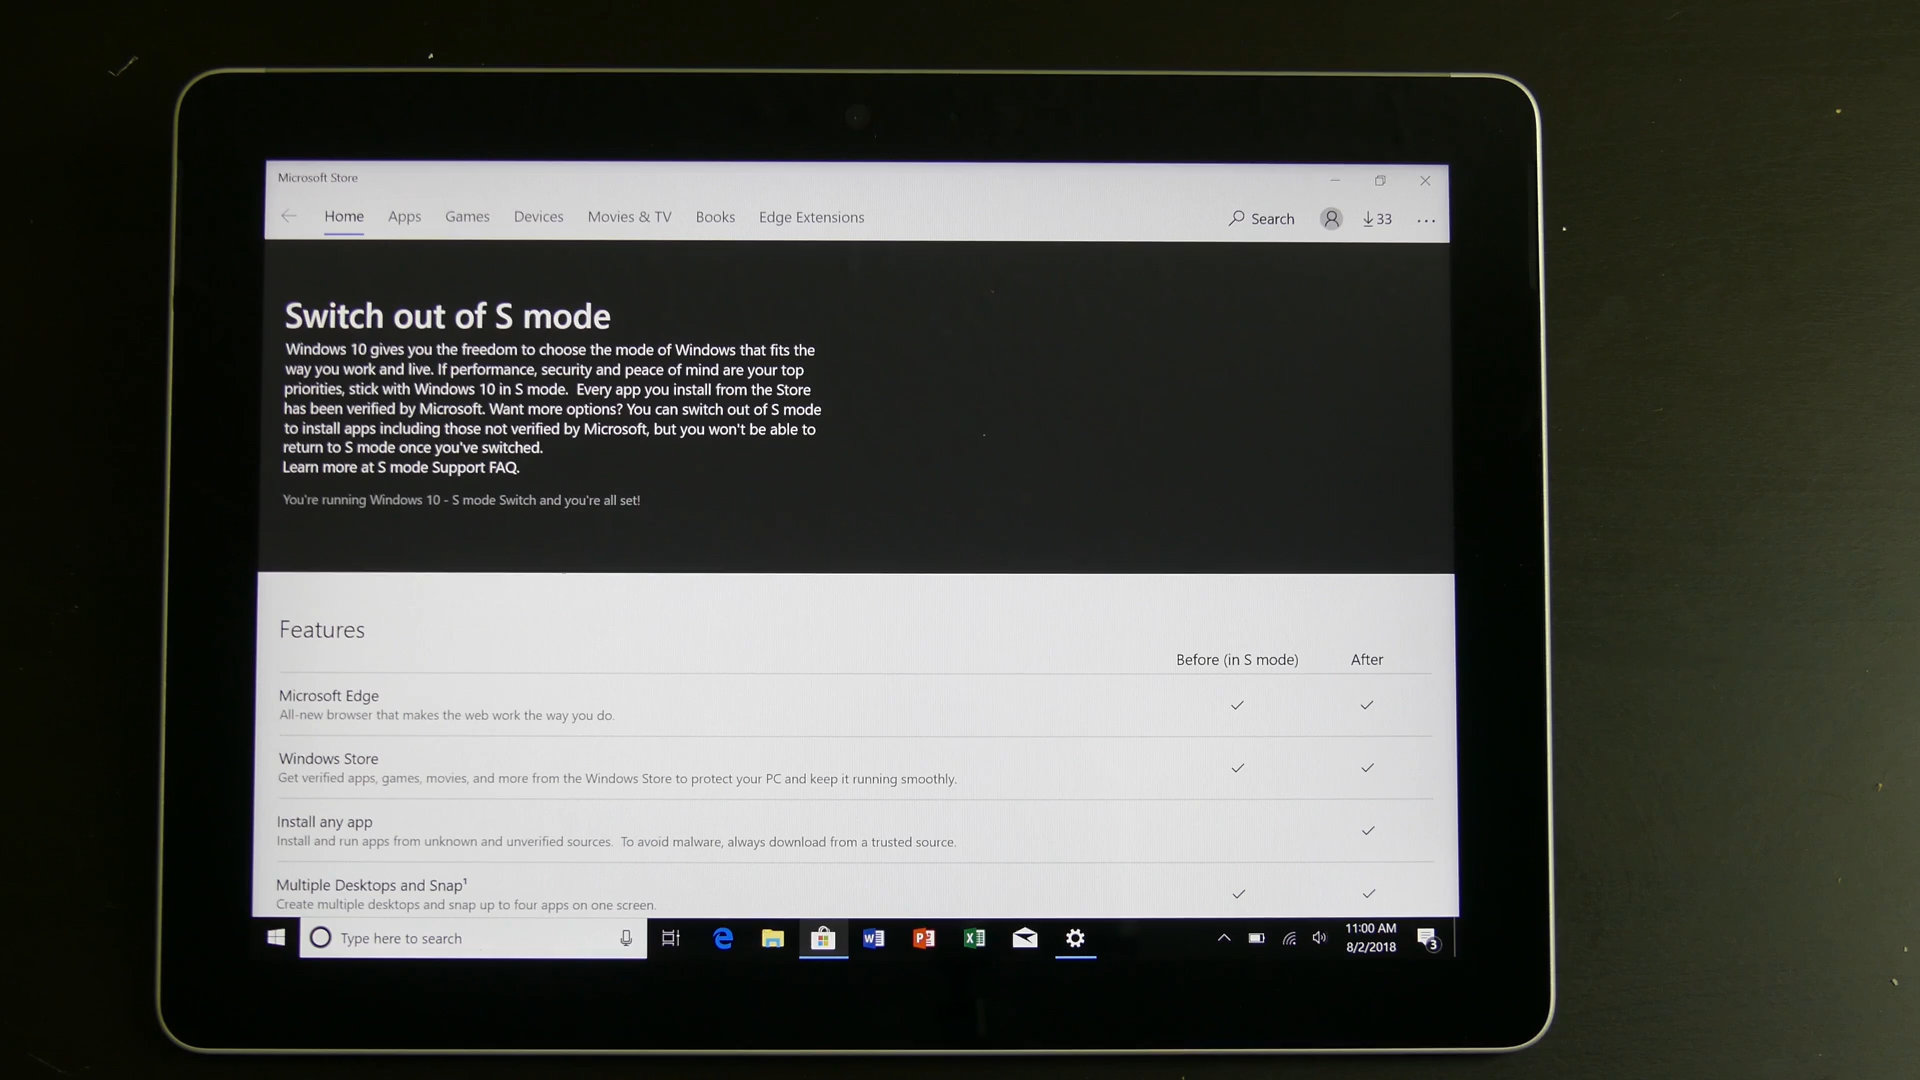 Microsoft Store
Home Apps Games Devices Movies & TV Books Edge Extensions Search 33 ...
Switch out of S mode
Windows 10 gives you the freedom to choose the mode of Windows that fits the
way you work and live. If performance, security and peace of mind are your top
priorities, stick with Windows 10 in S mode. Every app you install from the Store
has been verified by Microsoft. Want more options? You can switch out of S mode
to install apps including those not verified by Microsoft, but you won't be able to
return to S mode once you've switched.
Learn more at S mode Support FAQ.
You're running Windows 10 - S mode Switch and you're all set!
Features
Before (in S mode) After
Microsoft Edge
All-new browser that makes the web work the way you do.
Windows Store
Get verified apps, games, movies, and more from the Windows Store to protect your PC and keep it running smoothly.
Install any app
Install and run apps from unknown and unverified sources. To avoid malware, always download from a trusted source.
Multiple Desktops and Snap¹
Create multiple desktops and snap up to four apps on one screen.
Type here to search
11:00 AM
8/2/2018
3